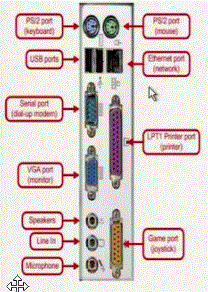 PS/2 port
(keyboard)
PS/2 port
(mouse)
USB ports
Ethernet port
(network)
Serial port
(dial-up modem)
LPT1 Printer port
(printer)
VGA port
(monitor)
Speakers
Line In
Microphone
Game port
(joystick)